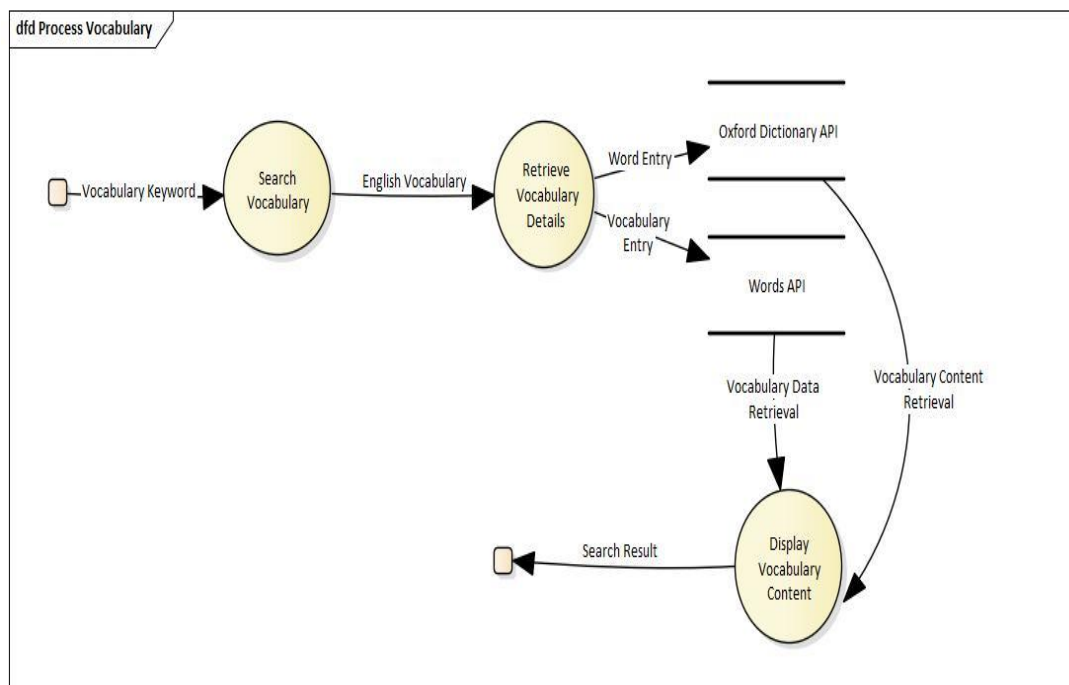 dfd Process Vocabulary
Vocabulary Keyword
Search
Vocabulary
English Vocabulary
Retrieve
Vocabulary
Details
Word Entry
Vocabulary
Entry
Oxford Dictionary API
Words API
Vocabulary Data
Retrieval
Vocabulary Content
Retrieval
Display
Vocabulary
Content
Search Result